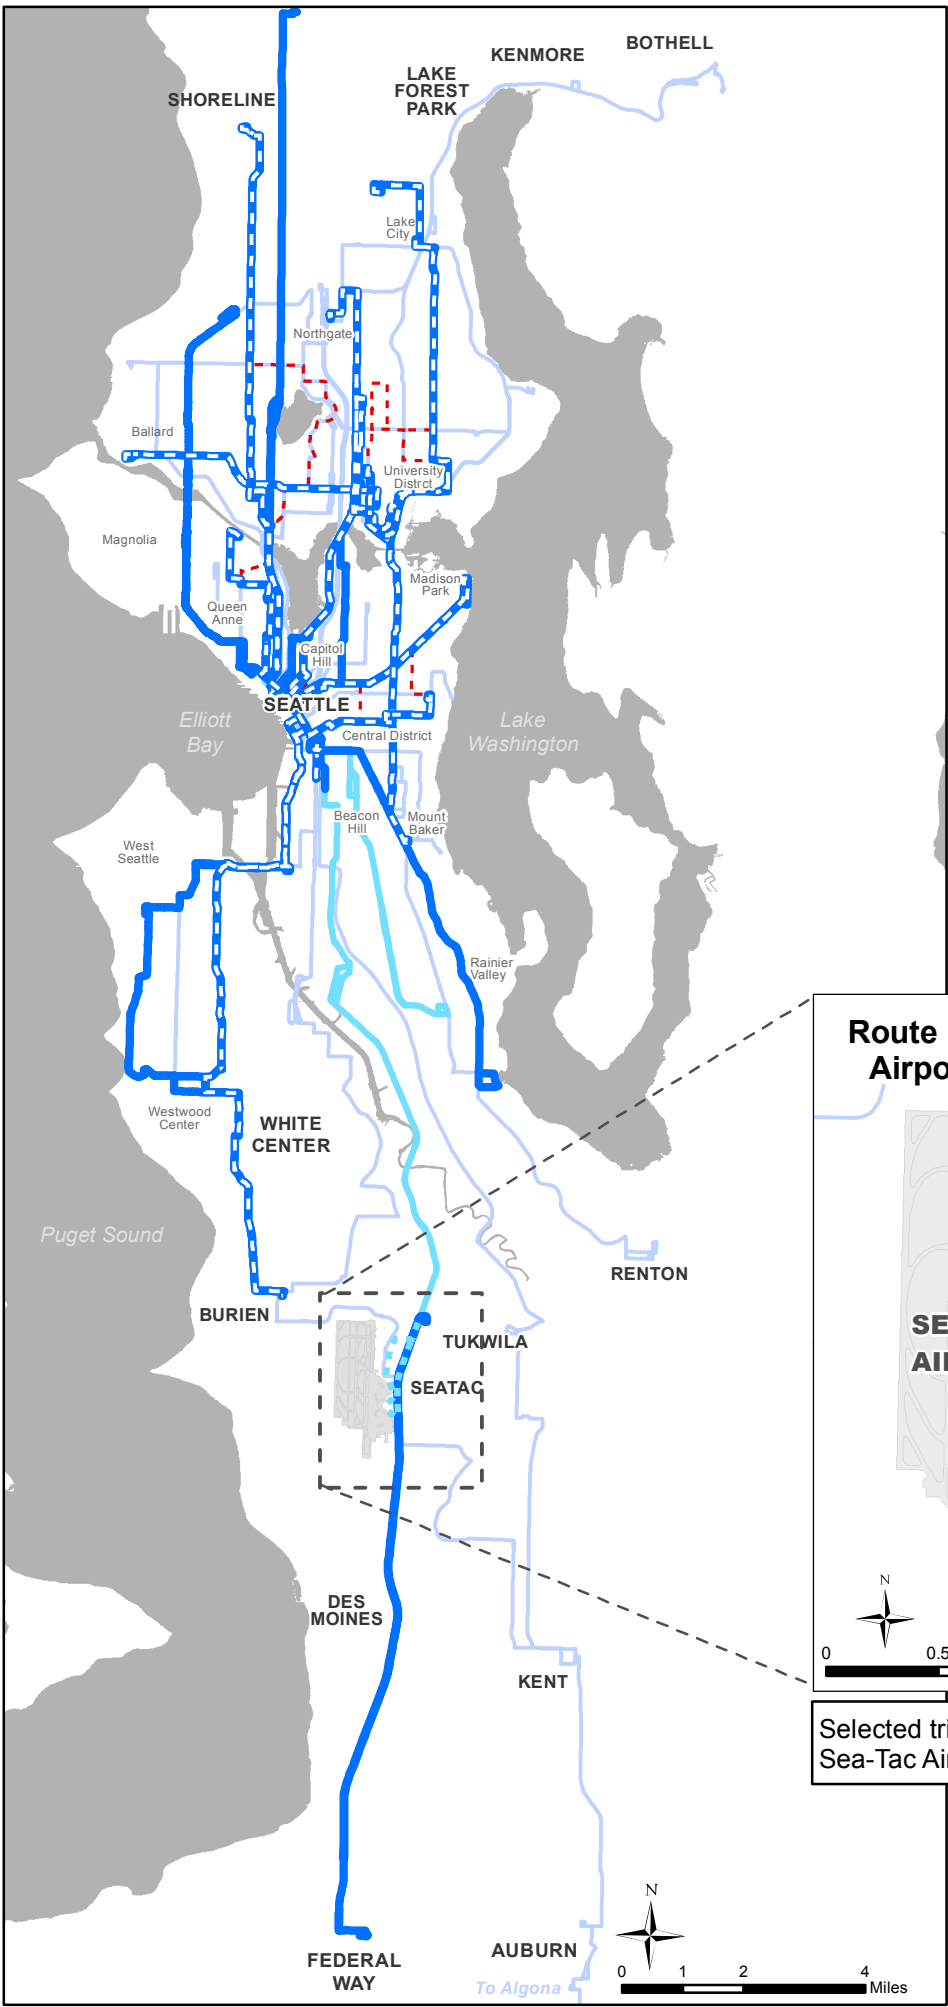 BOTHELL
KENMORE
LAKE
FOREST
PARK
SHORELINE
Lake
City
Northgate
Ballard
University
Distrct
Magnolia
Madison
Park
Queen
Anne
Capitol
Hill
SEATTLE
Elliott
Bay
Lake
Washington
Central District
Beacon
Hill
Mount
Baker
West
Seattle
Rainier
Valley
Route
Airpo
Westwood
Center
WHITE
CENTER
Puget Sound
RENTON
BURIEN
TUKWILA
SEATAC
SE
AI
N
0 0.5
DES
MOINES
KENT
Selected tri
Sea-Tac Air
N
AUBURN
FEDERAL
WAY
To Algona
0 1 2 4
Miles